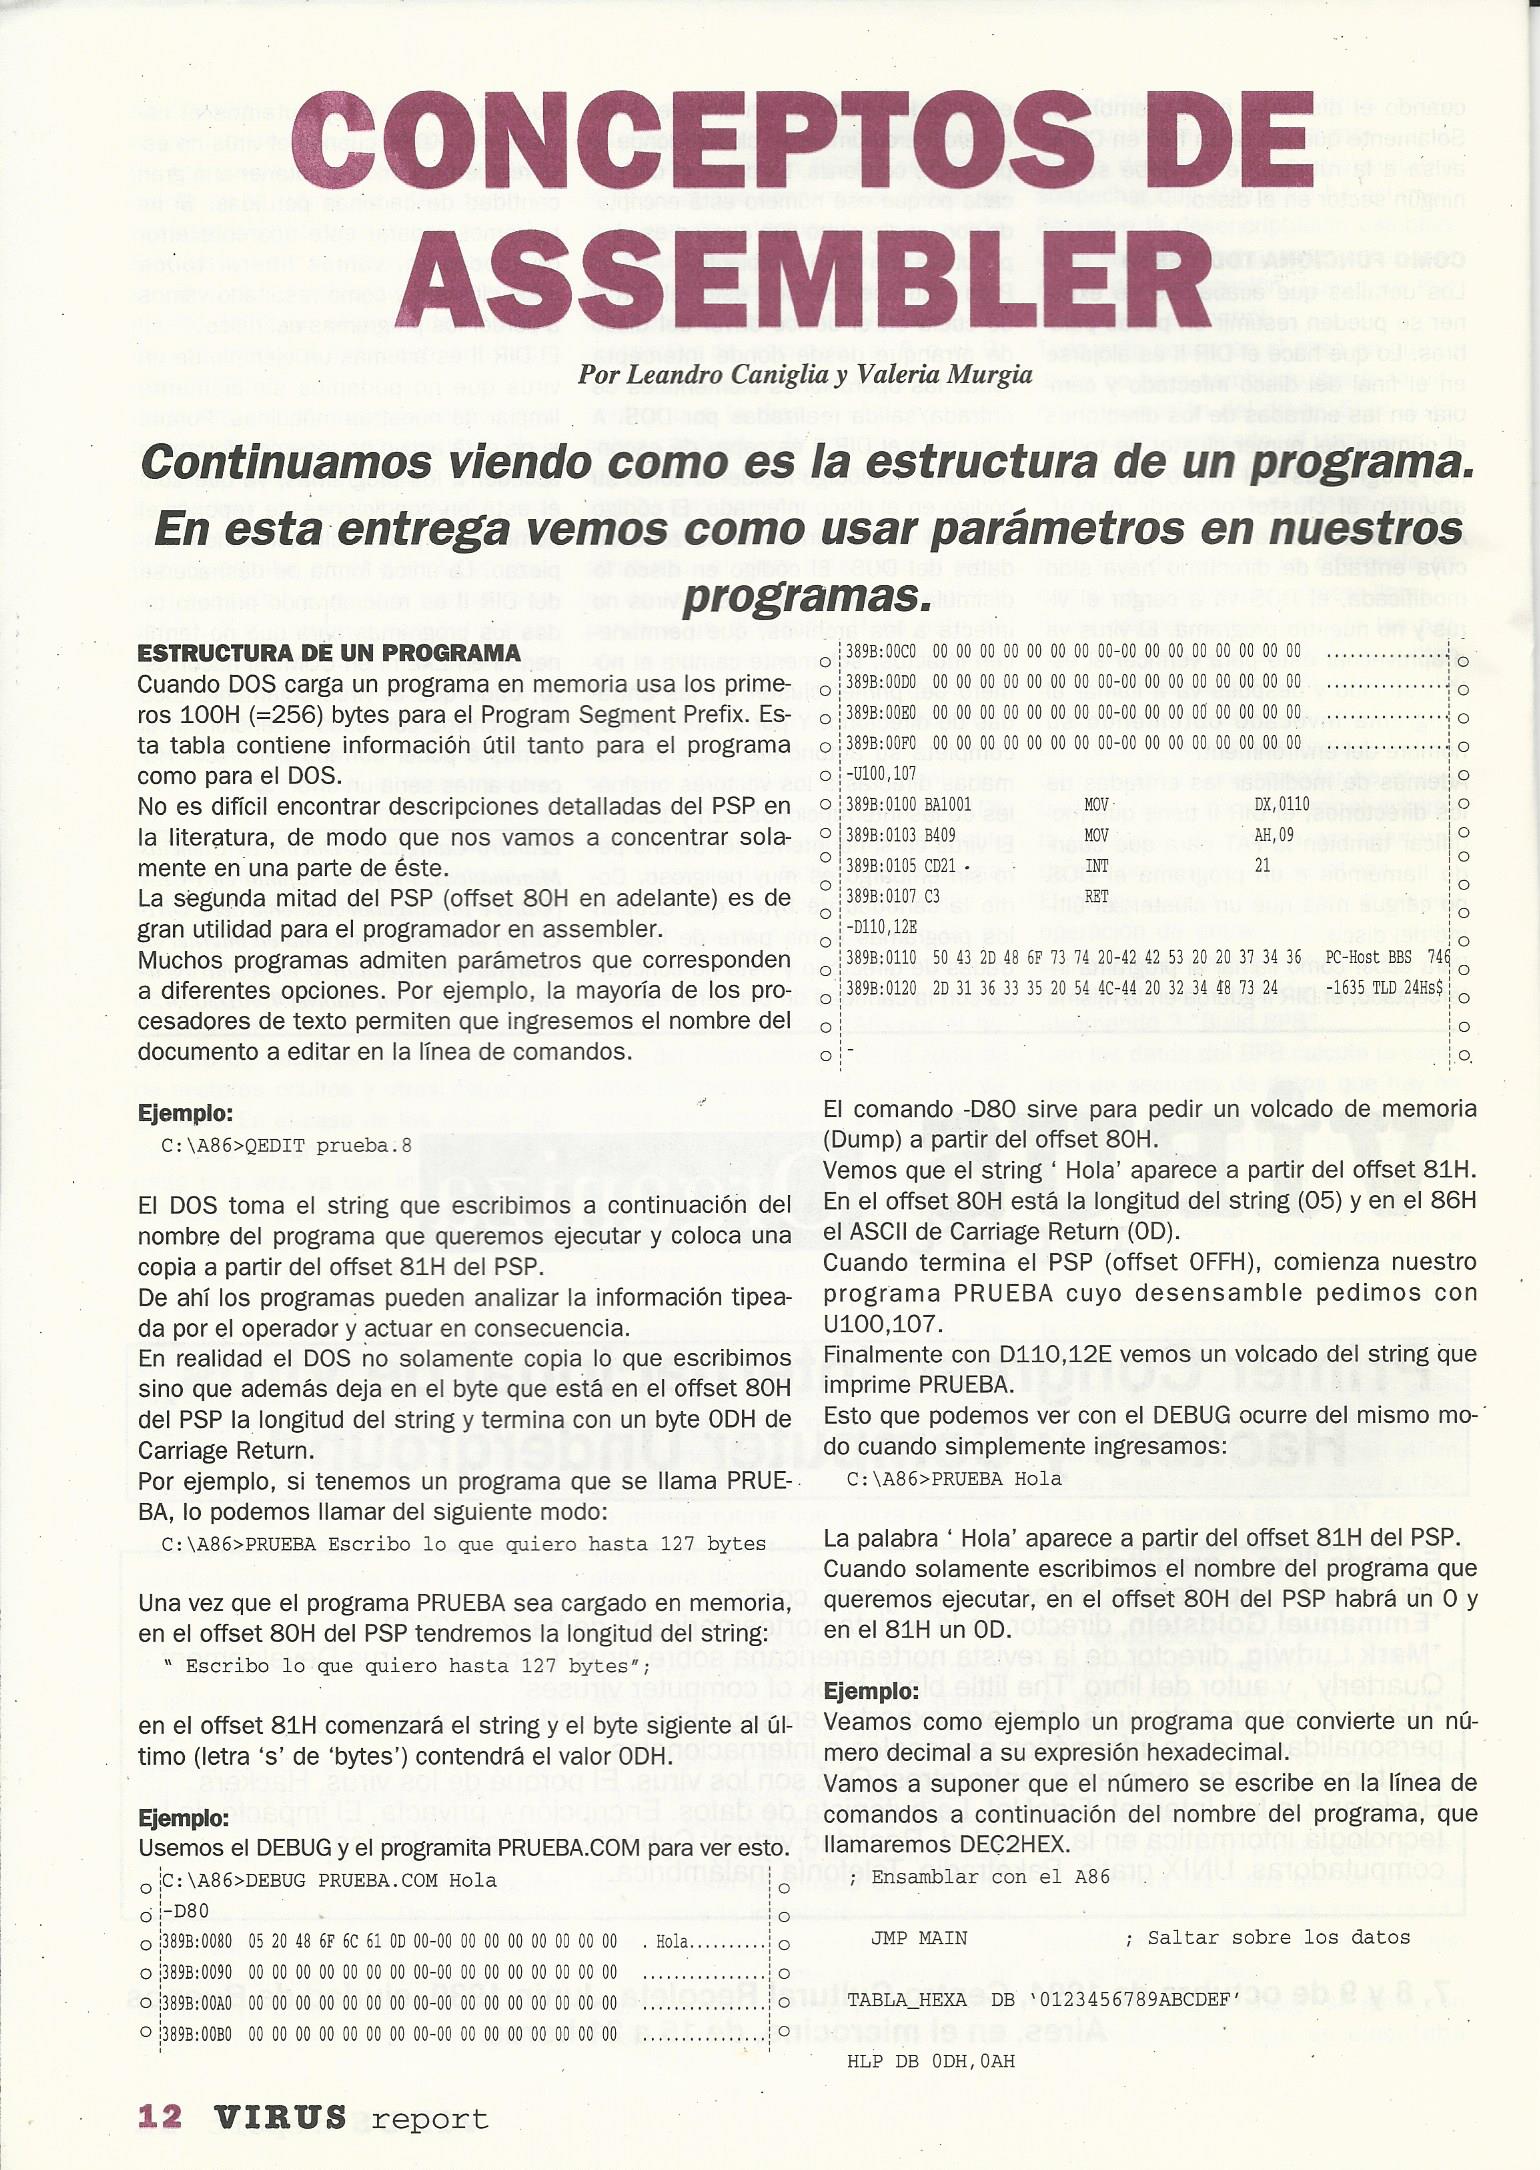 CONCEPTOS DE
ASSEMBLER
Por Leandro Caniglia y Valeria Murgia
Continuamos viendo como es la estructura de un programa.
En esta entrega vemos como usar parámetros en nuestros
programas.
ESTRUCTURA DE UN PROGRAMA
Cuando DOS carga un programa en memoria usa los prime-
ros 100H (=256) bytes para el Program Segment Prefix. Es-
ta tabla contiene información útil tanto para el programa
como para el DOS.
No es difícil encontrar descripciones detalladas del PSP en
la literatura, de modo que nos vamos a concentrar sola-
mente en una parte de éste.
La segunda mitad del PSP (offset 80H en adelante) es de
gran utilidad para el programador en assembler.
Muchos programas admiten parámetros que corresponden
a diferentes opciones. Por ejemplo, la mayoría de los pro-
cesadores de texto permiten que ingresemos el nombre del
documento a editar en la línea de comandos.
Ejemplo:
C:\A86>QEDIT prueba.8
El DOS toma el string que escribimos a continuación del
nombre del programa que queremos ejecutar y coloca una
copia a partir del offset 81H del PSP.
De ahí los programas pueden analizar la información tipea-
da por el operador y actuar en consecuencia.
En realidad el DOS no solamente copia lo que escribimos
sino que además deja en el byte que está en el offset 80H
del PSP la longitud del string y termina con un byte 0DH de
Carriage Return.
Por ejemplo, si tenemos un programa que se llama PRUE-
BA, lo podemos llamar del siguiente modo:
C:\A86>PRUEBA Escribo lo que quiero hasta 127 bytes
Una vez que el programa PRUEBA sea cargado en memoria,
en el offset 80H del PSP tendremos la longitud del string:
" Escribo lo que quiero hasta 127 bytes";
en el offset 81H comenzará el string y el byte sigiente al úl-
timo (letra 's' de 'bytes') contendrá el valor 0DH.
Ejemplo:
Usemos el DEBUG y el programita PRUEBA.COM para ver esto.
C:\A86>DEBUG PRUEBA.COM Hola
-D80
389B:0080 05 20 48 6F 6C 61 0D 00-00 00 00 00 00 00 00 00 . Hola..........
389B:0090 00 00 00 00 00 00 00 00-00 00 00 00 00 00 00 00 ................
389B:00A0 00 00 00 00 00 00 00 00-00 00 00 00 00 00 00 00 ................
389B:00B0 00 00 00 00 00 00 00 00-00 00 00 00 00 00 00 00 ................
389B:00C0 00 00 00 00 00 00 00 00-00 00 00 00 00 00 00 00 ................
389B:00D0 00 00 00 00 00 00 00 00-00 00 00 00 00 00 00 00 ................
389B:00E0 00 00 00 00 00 00 00 00-00 00 00 00 00 00 00 00 ................
389B:00F0 00 00 00 00 00 00 00 00-00 00 00 00 00 00 00 00 ................
-U100,107
389B:0100 BA1001 MOV DX,0110
389B:0103 B409 MOV AH,09
389B:0105 CD21 INT 21
389B:0107 C3 RET
-D110,12E
389B:0110 50 43 2D 48 6F 73 74 20-42 42 53 20 20 37 34 36 PC-Host BBS 746
389B:0120 2D 31 36 33 35 20 54 4C-44 20 32 34 48 73 24 -1635 TLD 24Hs$
-
El comando -D80 sirve para pedir un volcado de memoria
(Dump) a partir del offset 80H.
Vemos que el string ' Hola' aparece a partir del offset 81H.
En el offset 80H está la longitud del string (05) y en el 86H
el ASCII de Carriage Return (0D).
Cuando termina el PSP (offset 0FFH), comienza nuestro
programa PRUEBA cuyo desensamble pedimos con
U100,107.
Finalmente con D110,12E vemos un volcado del string que
imprime PRUEBA.
Esto que podemos ver con el DEBUG ocurre del mismo mo-
do cuando simplemente ingresamos:
C:\A86>PRUEBA Hola
La palabra ' Hola' aparece a partir del offset 81H del PSP.
Cuando solamente escribimos el nombre del programa que
queremos ejecutar, en el offset 80H del PSP habrá un 0 y
en el 81H un 0D.
Ejemplo:
Veamos como ejemplo un programa que convierte un nú-
mero decimal a su expresión hexadecimal.
Vamos a suponer que el número se escribe en la línea de
comandos a continuación del nombre del programa, que
llamaremos DEC2HEX.
; Ensamblar con el A86
JMP MAIN ; Saltar sobre los datos
TABLA_HEXA DB '0123456789ABCDEF'
HLP DB 0DH,0AH
12 VIRUS report